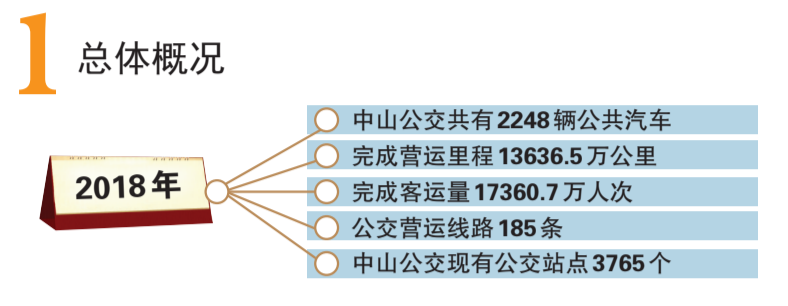 1
总体概况
2018年
中山公交共有2248辆公共汽车
完成营运里程13636.5万公里
完成客运量17360.7万人次
公交营运线路185条
中山公交现有公交站点3765个